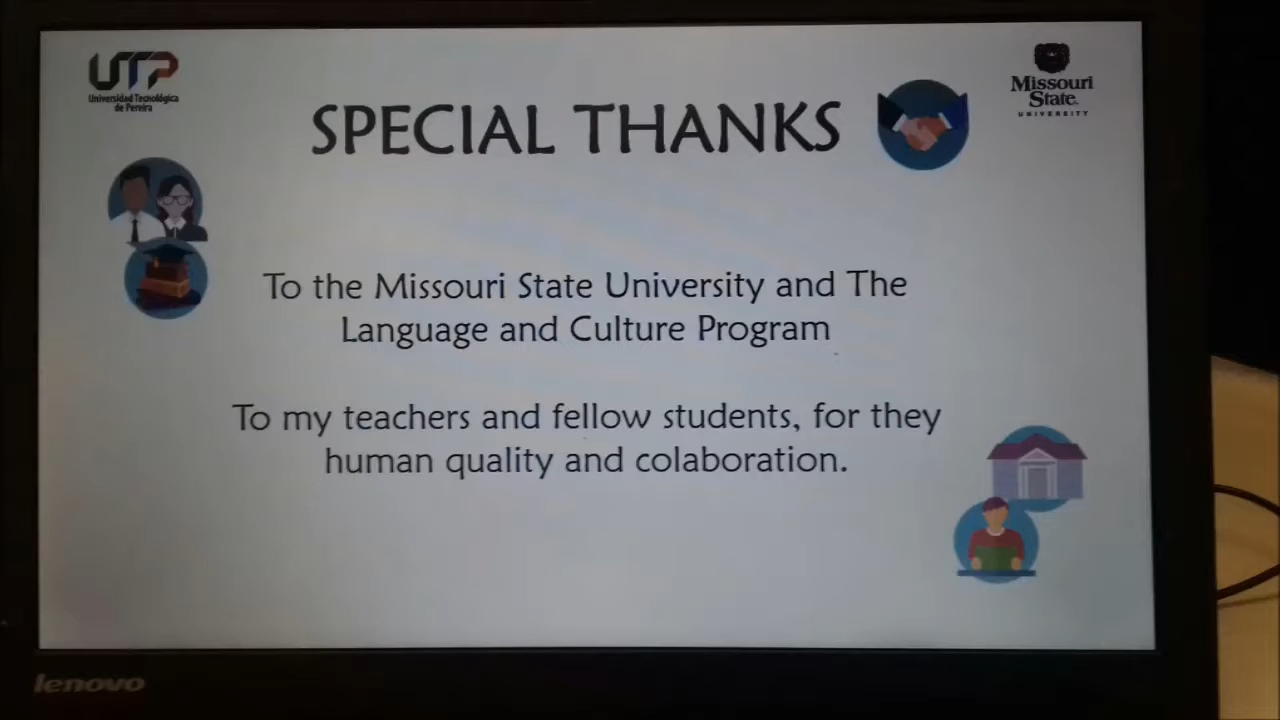 UTP
Universidad Tecnológica
de Pereira
Missouri
State.
UNIVERSITY
SPECIAL THANKS
To the Missouri State University and The
Language and Culture Program
To my teachers and fellow students, for they
human quality and colaboration.
lenovo